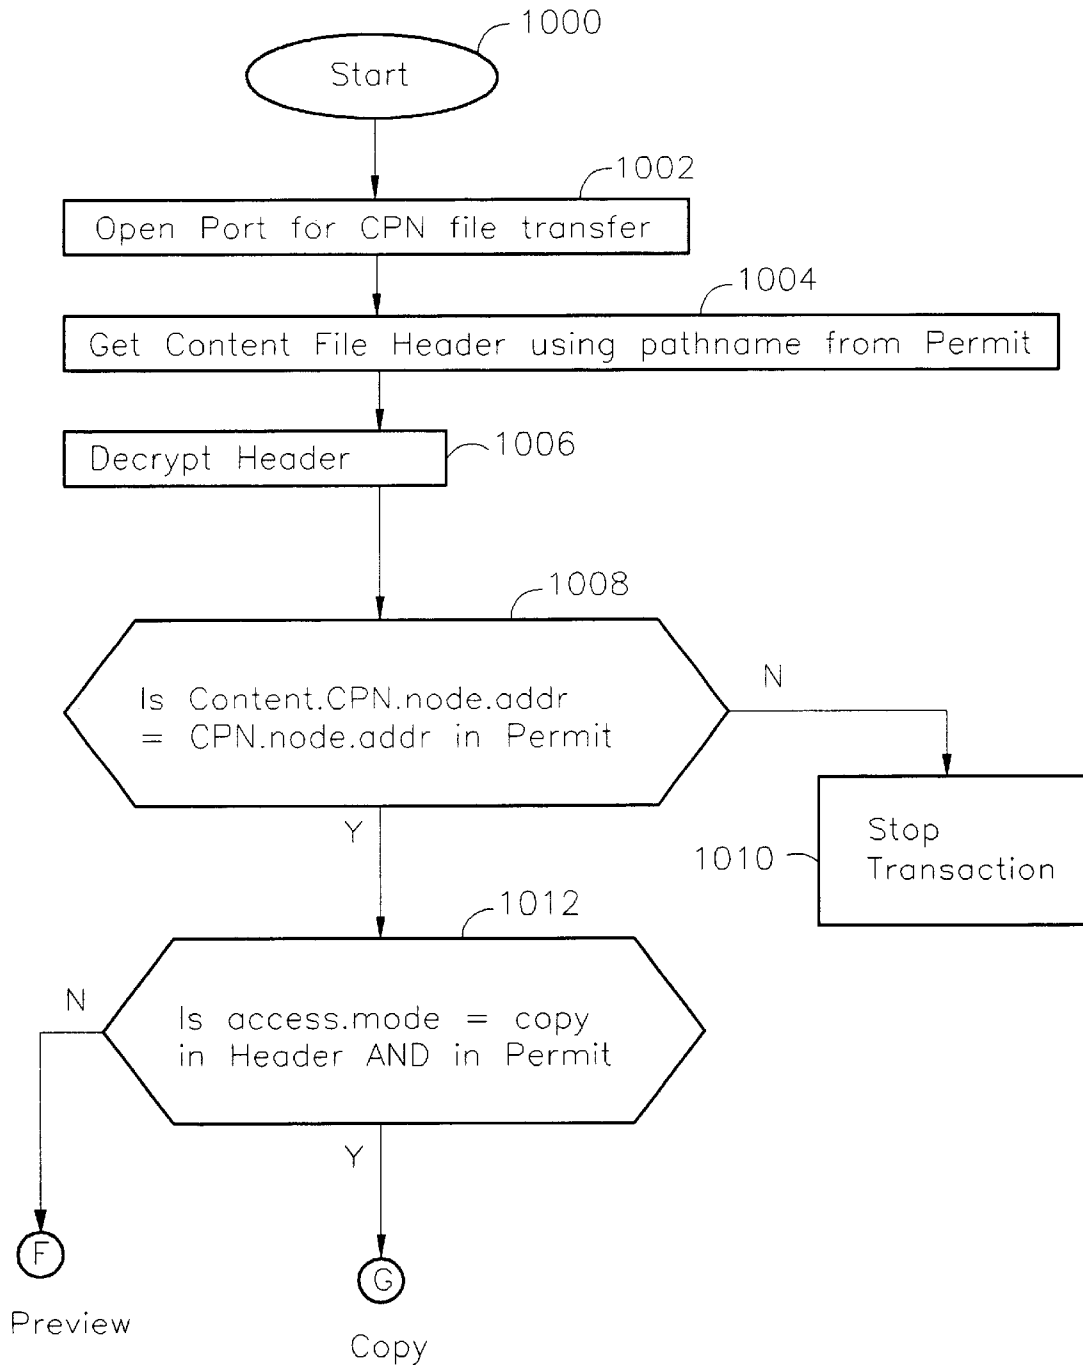 1000
Start
1002
Open Port for CPN file transfer
1004
Get Content File Header using pathname from Permit
1006
Decrypt Header
1008
Is Content.CPN.node.addr
= CPN.node.addr in Permit
N
Y
Stop
Transaction
1010
1012
Is access.mode = copy
in Header AND in Permit
N
Y
F
Preview
G
Copy